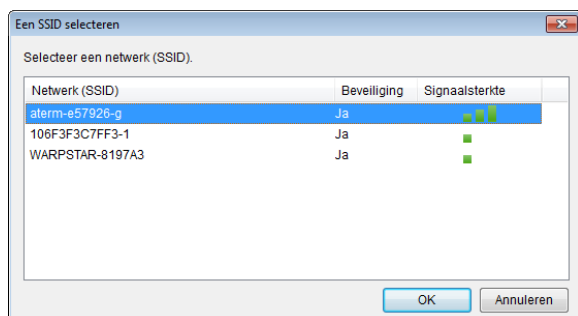 Een SSID selecteren
Selecteer een netwerk (SSID).
Netwerk (SSID) Beveiliging Signaalsterkte
aterm-e57926-g Ja
106F3F3C7FF3-1 Ja
WARPSTAR-8197A3 Ja
OK Annuleren